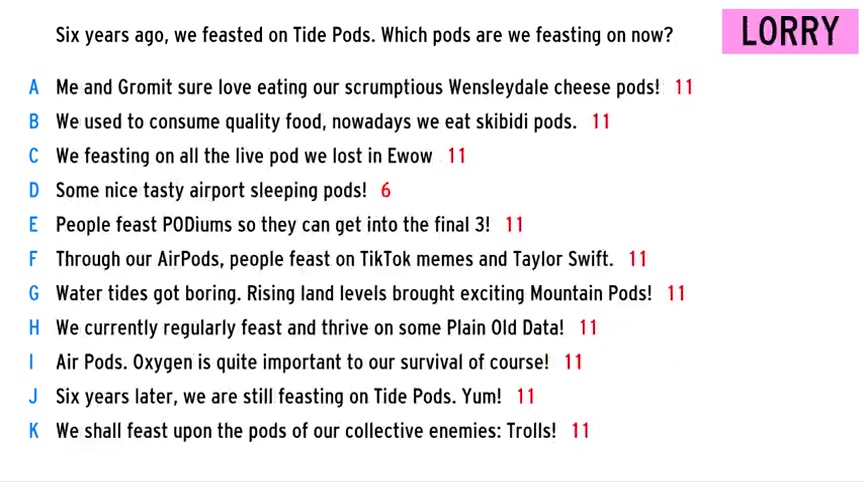 Six years ago, we feasted on Tide Pods. Which pods are we feasting on now?
LORRY
A Me and Gromit sure love eating our scrumptious Wensleydale cheese pods! 11
B We used to consume quality food, nowadays we eat skibidi pods. 11
C We feasting on all the live pod we lost in Ewow 11
D Some nice tasty airport sleeping pods! 6
E People feast PODiums so they can get into the final 3! 11
F Through our AirPods, people feast on TikTok memes and Taylor Swift. 11
G Water tides got boring. Rising land levels brought exciting Mountain Pods! 11
H We currently regularly feast and thrive on some Plain Old Data! 11
I Air Pods. Oxygen is quite important to our survival of course! 11
J Six years later, we are still feasting on Tide Pods. Yum! 11
K We shall feast upon the pods of our collective enemies: Trolls! 11